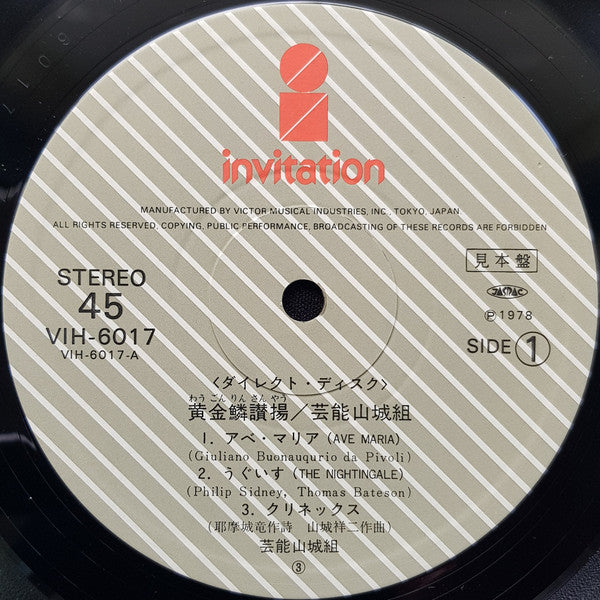 invitation
MANUFACTURED BY VICTOR MUSICAL INDUSTRIES, INC., TOKYO, JAPAN.
ALL RIGHTS RESERVED, COPYING, PUBLIC PERFORMANCE, BROADCASTING OF THESE RECORDS ARE FORBIDDEN
STEREO
45
VIH-6017
VIH-6017-A
見本盤
JASRAC
Ⓟ1978
SIDE 1
〈ダイレクト・ディスク〉
わうごんりんさんやう
黄金鱗讃揚／芸能山城組
1. アベ・マリア (AVE MARIA)
(Giuliano Buonauqurio da Pivoli)
2. うぐいす (THE NIGHTINGALE)
(Philip Sidney, Thomas Bateson)
3. クリネックス
(耶摩城竜作詩 山城祥二作曲)
芸能山城組
③